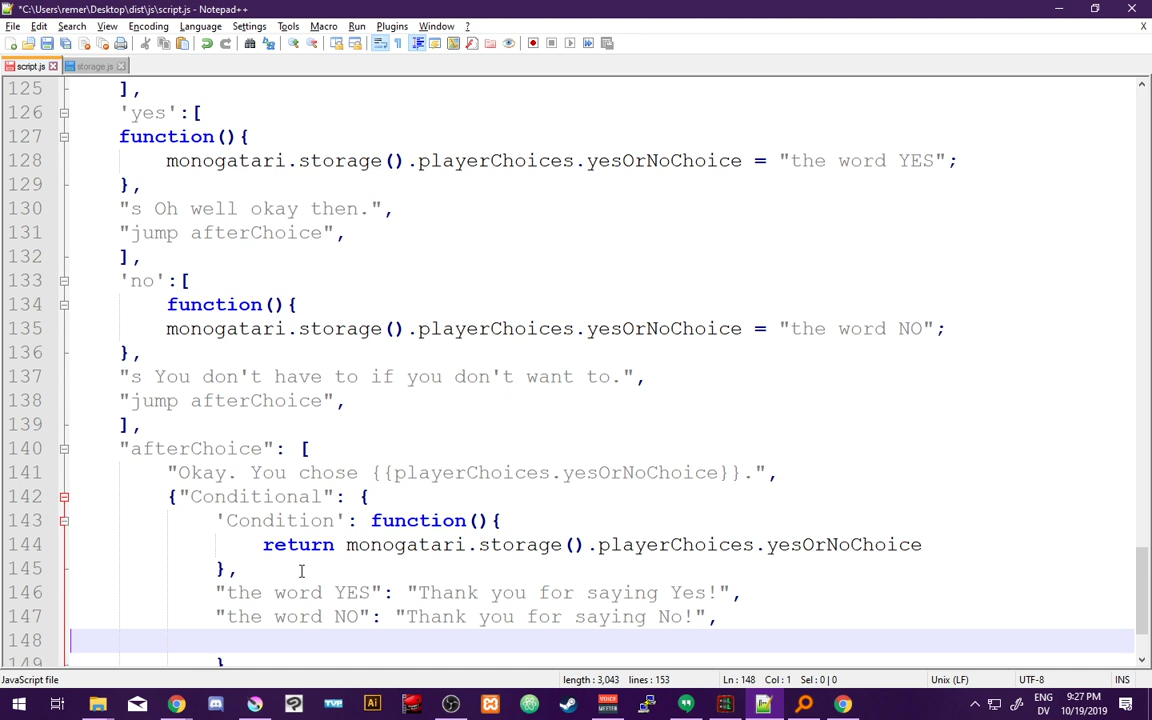 *C:\Users\remer\Desktop\dist\js\script.js - Notepad++
File Edit Search View Encoding Language Settings Tools Macro Run Plugins Window ? X
script.js storage.js
125 ],
126 'yes':[
127 function(){
128 monogatari.storage().playerChoices.yesOrNoChoice = "the word YES";
129 },
130 "s Oh well okay then.",
131 "jump afterChoice",
132 ],
133 'no':[
134 function(){
135 monogatari.storage().playerChoices.yesOrNoChoice = "the word NO";
136 },
137 "s You don't have to if you don't want to.",
138 "jump afterChoice",
139 ],
140 "afterChoice": [
141 "Okay. You chose {{playerChoices.yesOrNoChoice}}.",
142 {"Conditional": {
143 'Condition': function(){
144 return monogatari.storage().playerChoices.yesOrNoChoice
145 },
146 "the word YES": "Thank you for saying Yes!",
147 "the word NO": "Thank you for saying No!",
148
149 }
JavaScript file length : 3,043 lines : 153 Ln : 148 Col : 1 Sel : 0 | 0 Unix (LF) UTF-8 INS
ENG 9:27 PM
DV 10/19/2019